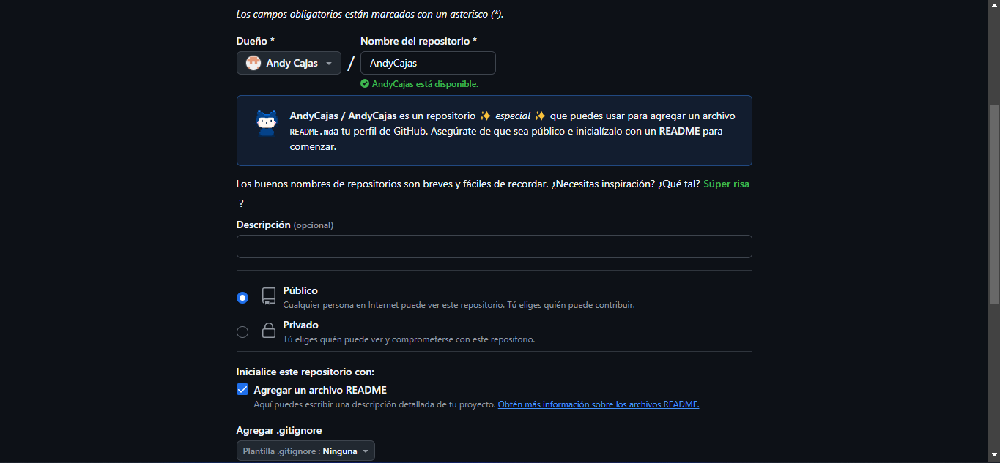 Los campos obligatorios están marcados con un asterisco (*).
Dueño * Nombre del repositorio *
Andy Cajas / AndyCajas
AndyCajas está disponible.
AndyCajas / AndyCajas es un repositorio ✨ especial ✨ que puedes usar para agregar un archivo
README.mda tu perfil de GitHub. Asegúrate de que sea público e inicialízalo con un README para
comenzar.
Los buenos nombres de repositorios son breves y fáciles de recordar. ¿Necesitas inspiración? ¿Qué tal? Súper risa
?
Descripción (opcional)
Público
Cualquier persona en Internet puede ver este repositorio. Tú eliges quién puede contribuir.
Privado
Tú eliges quién puede ver y comprometerse con este repositorio.
Inicialice este repositorio con:
Agregar un archivo README
Aquí puedes escribir una descripción detallada de tu proyecto. Obtén más información sobre los archivos README.
Agregar .gitignore
Plantilla .gitignore : Ninguna